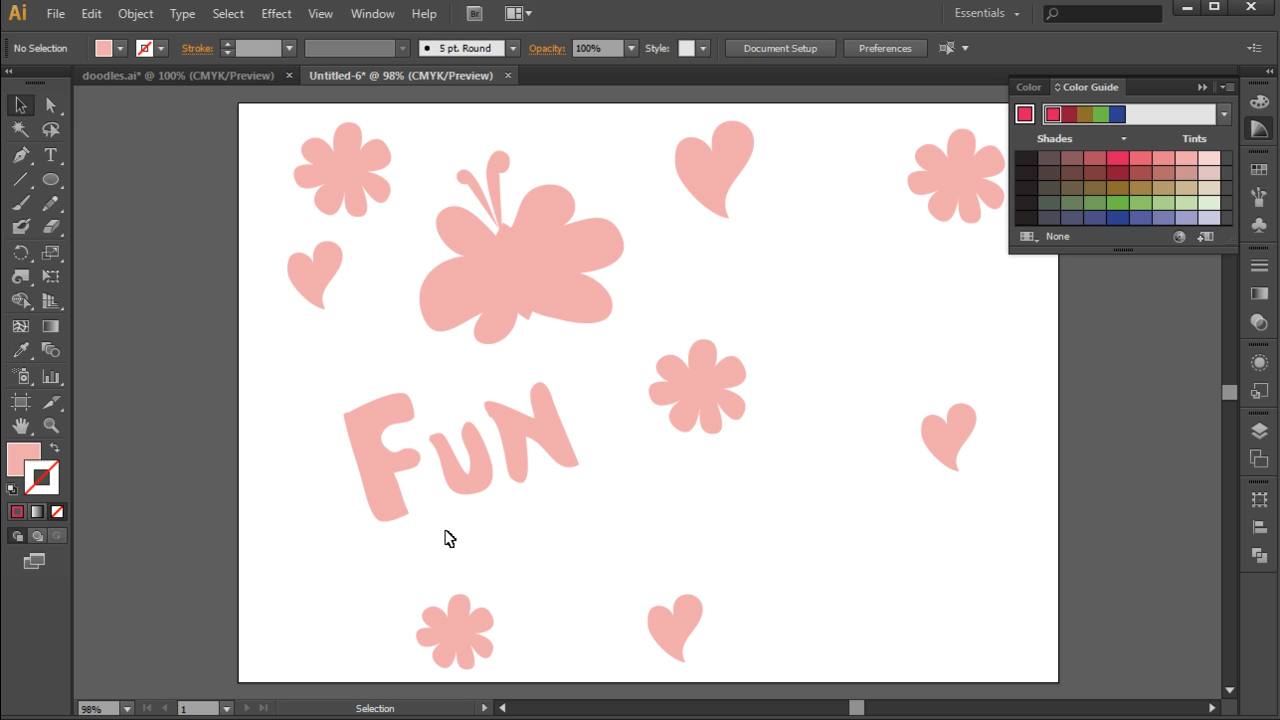 Ai File Edit Object Type Select Effect View Window Help Br Essentials
No Selection Stroke: 5 pt. Round Opacity: 100% Style: Document Setup Preferences
doodles.ai* @ 100% (CMYK/Preview) Untitled-6* @ 98% (CMYK/Preview)
Color Color Guide
Shades Tints
None
FuN
98% 1 Selection